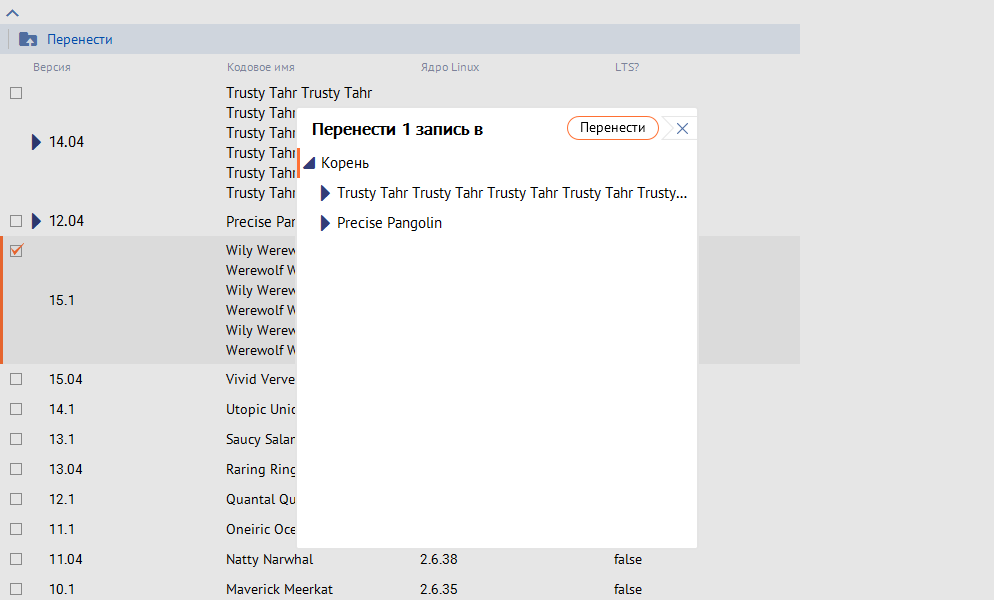 Перенести
Версия Кодовое имя Ядро Linux LTS?
Trusty Tahr Trusty Tahr
Trusty Tahr
Trusty Tahr
14.04
Trusty Tahr
Trusty Tahr
Trusty Tahr
12.04 Precise Pan
Wily Werew
Werewolf W
Wily Werew
15.1
Werewolf W
Wily Werew
Werewolf W
15.04 Vivid Verve
14.1 Utopic Unic
13.1 Saucy Salan
13.04 Raring Ring
12.1 Quantal Qu
11.1 Oneiric Oce
11.04 Natty Narwhal 2.6.38 false
10.1 Maverick Meerkat 2.6.35 false
Перенести 1 запись в Перенести
Корень
Trusty Tahr Trusty Tahr Trusty Tahr Trusty Tahr Trusty...
Precise Pangolin